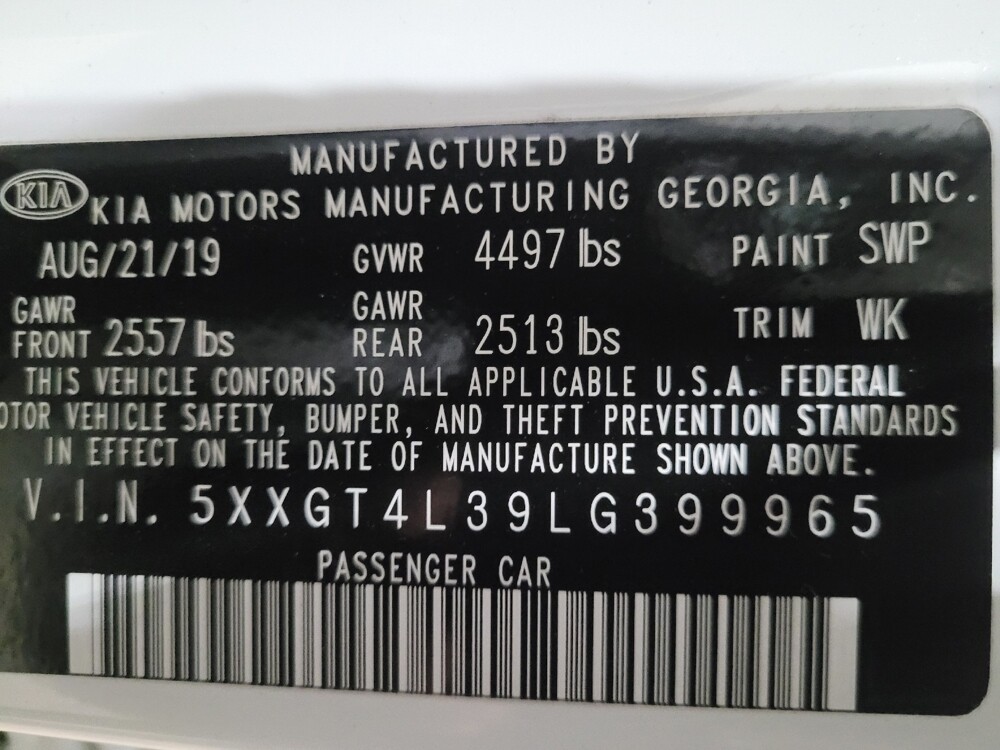 MANUFACTURED BY
KIA KIA MOTORS MANUFACTURING GEORGIA, INC.
AUG/21/19 GVWR 4497 lbs PAINT SWP
GAWR FRONT 2557 lbs GAWR REAR 2513 lbs TRIM WK
THIS VEHICLE CONFORMS TO ALL APPLICABLE U.S.A. FEDERAL
OTOR VEHICLE SAFETY, BUMPER, AND THEFT PREVENTION STANDARDS
IN EFFECT ON THE DATE OF MANUFACTURE SHOWN ABOVE.
V.I.N. 5XXGT4L39LG399965
PASSENGER CAR